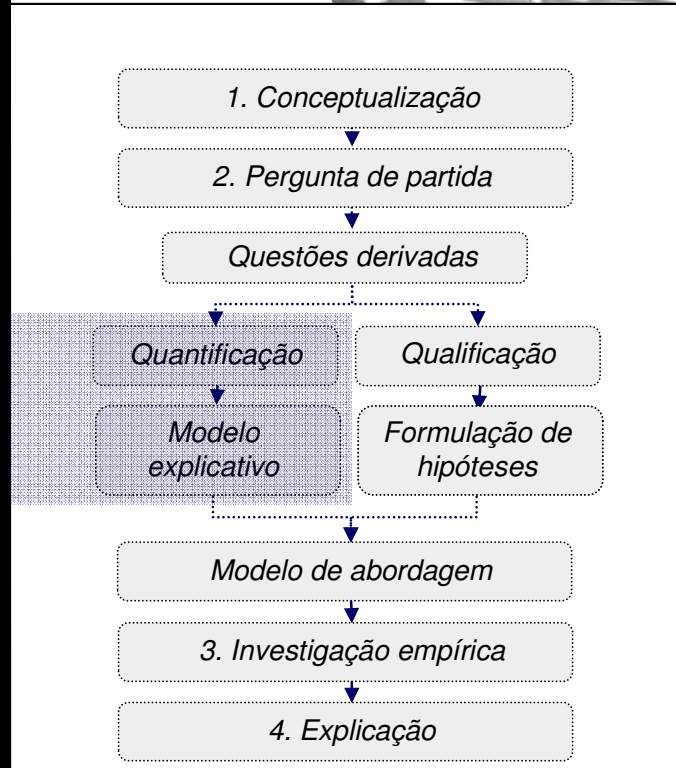 1. Conceptualização
2. Pergunta de partida
Questões derivadas
Quantificação
Qualificação
Modelo
explicativo
Formulação de
hipóteses
Modelo de abordagem
3. Investigação empírica
4. Explicação